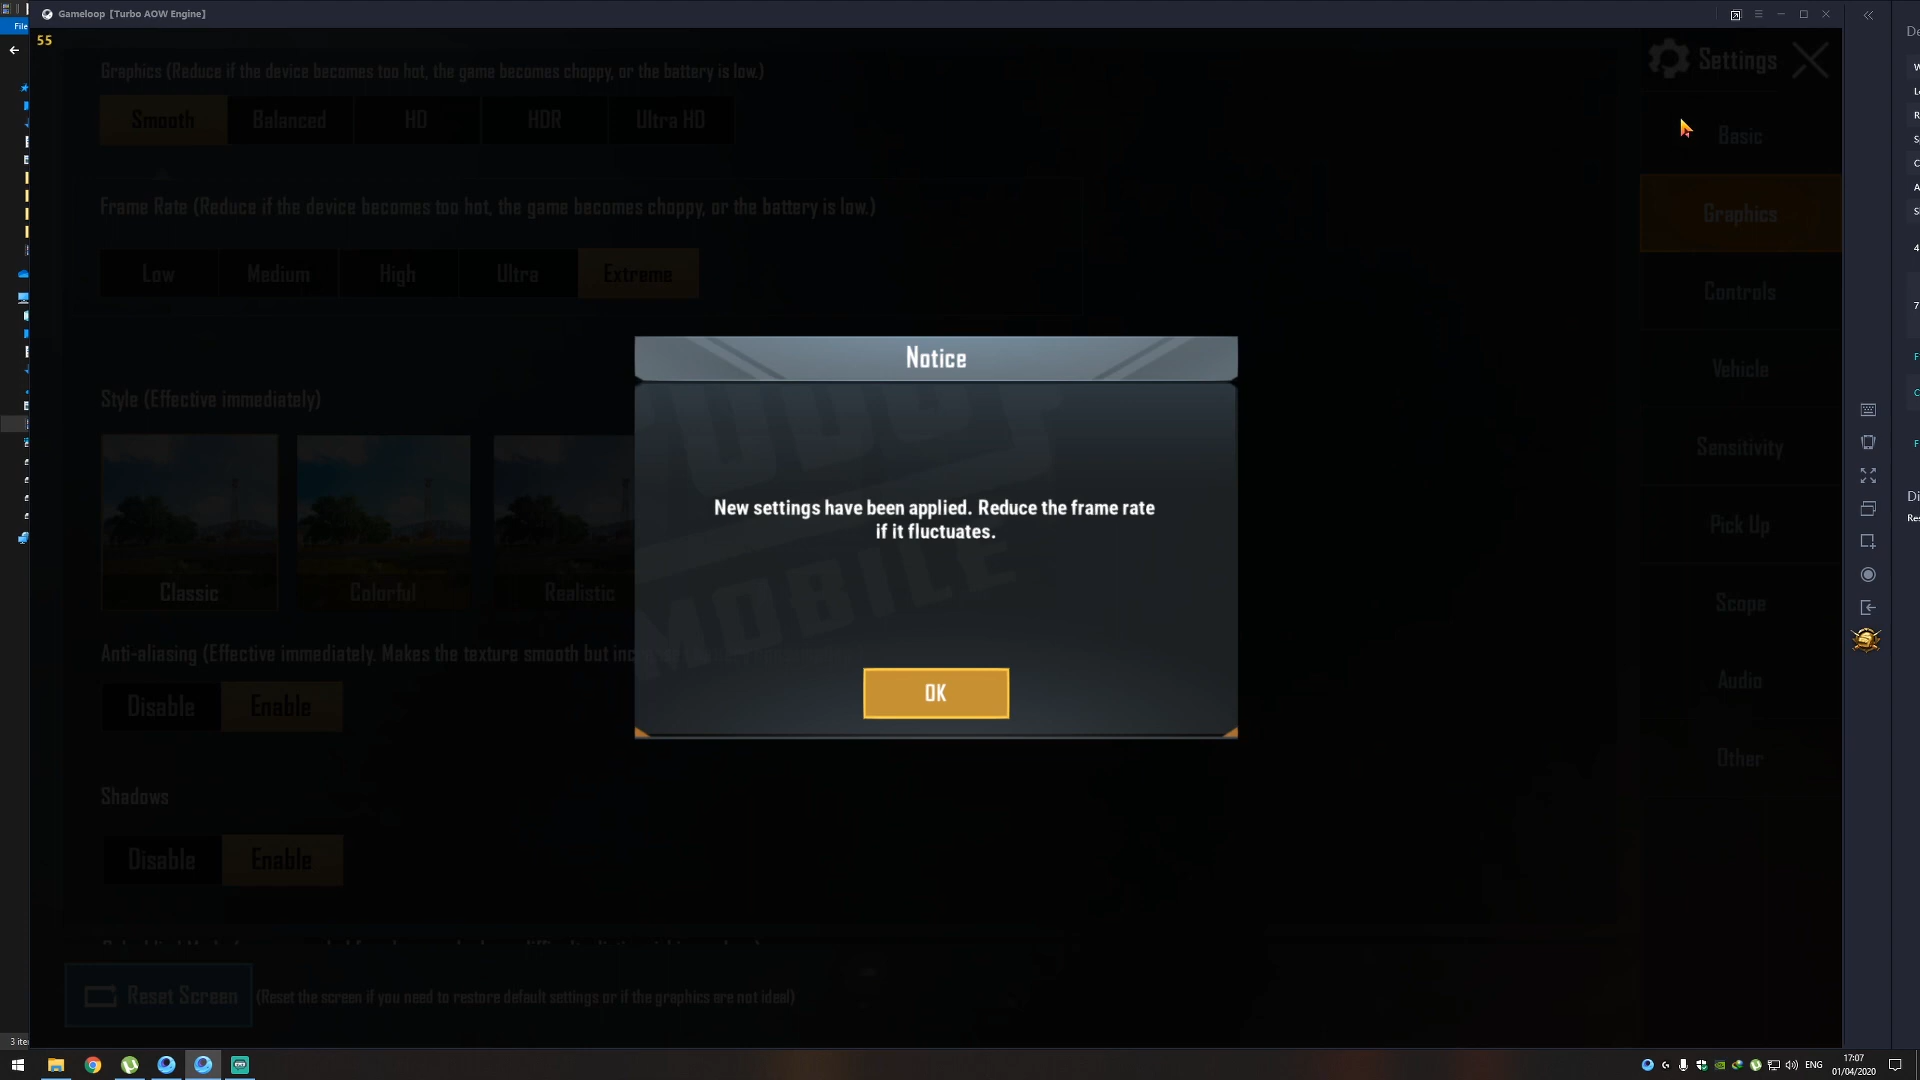 File
Gameloop [Turbo AOW Engine]
55
Graphics (Reduce if the device becomes too hot, the game becomes choppy, or the battery is low.)
Smooth Balanced HD HDR Ultra HD
Frame Rate (Reduce if the device becomes too hot, the game becomes choppy, or the battery is low.)
Low Medium High Ultra Extreme
Style (Effective immediately)
Classic Colorful Realistic
Anti-aliasing (Effective immediately. Makes the texture smooth but inc
Disable Enable
Shadows
Disable Enable
Reset Screen (Reset the screen if you need to restore default settings or if the graphics are not ideal)
Notice
PUBG
MOBILE
New settings have been applied. Reduce the frame rate
if it fluctuates.
OK
Settings
Basic
Graphics
Controls
Vehicle
Sensitivity
Pick Up
Scope
Audio
Other
3 ite
ENG
17:07
01/04/2020